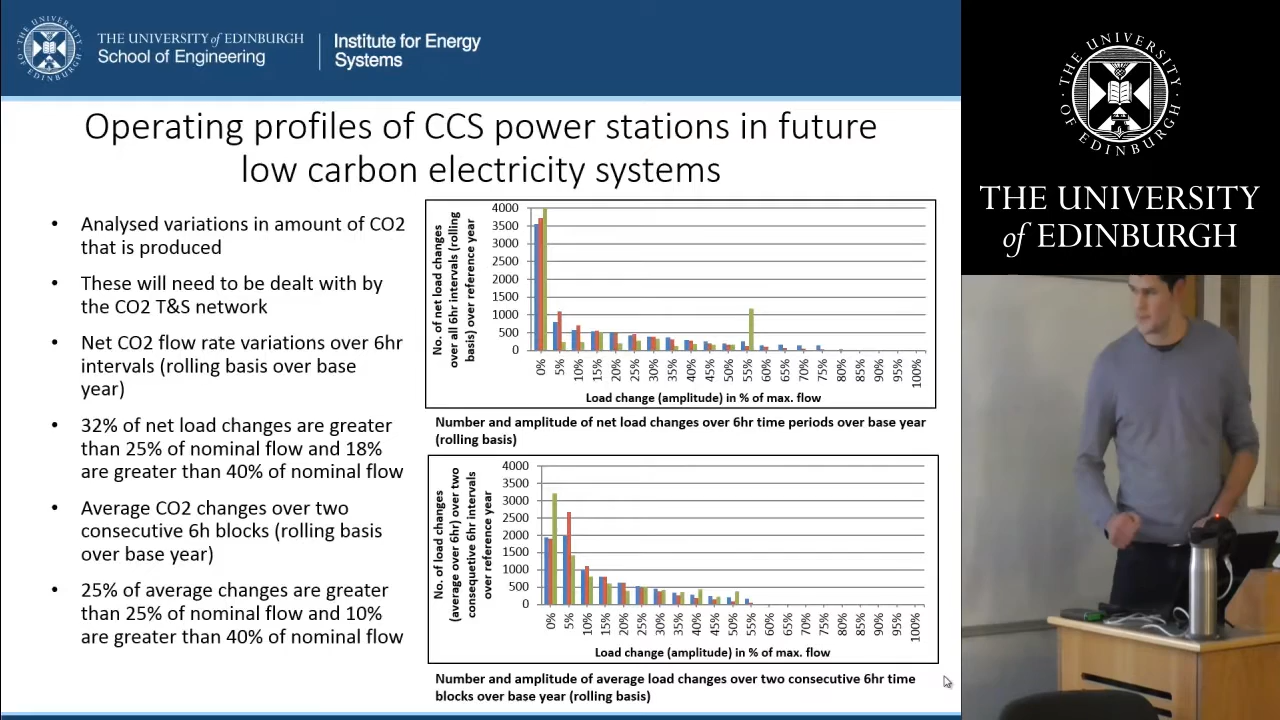 THE UNIVERSITY of EDINBURGH
School of Engineering
Institute for Energy
Systems
THE UNIVERSITY OF EDINBURGH
THE UNIVERSITY
of EDINBURGH
Operating profiles of CCS power stations in future
low carbon electricity systems
• Analysed variations in amount of CO2
that is produced
• These will need to be dealt with by
the CO2 T&S network
• Net CO2 flow rate variations over 6hr
intervals (rolling basis over base
year)
• 32% of net load changes are greater
than 25% of nominal flow and 18%
are greater than 40% of nominal flow
• Average CO2 changes over two
consecutive 6h blocks (rolling basis
over base year)
• 25% of average changes are greater
than 25% of nominal flow and 10%
are greater than 40% of nominal flow
No. of net load changes
over all 6hr intervals (rolling
basis) over reference year
4000
3500
3000
2500
2000
1500
1000
500
0
0% 5% 10% 15% 20% 25% 30% 35% 40% 45% 50% 55% 60% 65% 70% 75% 80% 85% 90% 95% 100%
Load change (amplitude) in % of max. flow
Number and amplitude of net load changes over 6hr time periods over base year
(rolling basis)
No. of load changes
(average over 6hr) over two
consequetive 6hr intervals
over reference year
4000
3500
3000
2500
2000
1500
1000
500
0
0% 5% 10% 15% 20% 25% 30% 35% 40% 45% 50% 55% 60% 65% 70% 75% 80% 85% 90% 95% 100%
Load change (amplitude) in % of max. flow
Number and amplitude of average load changes over two consecutive 6hr time
blocks over base year (rolling basis)